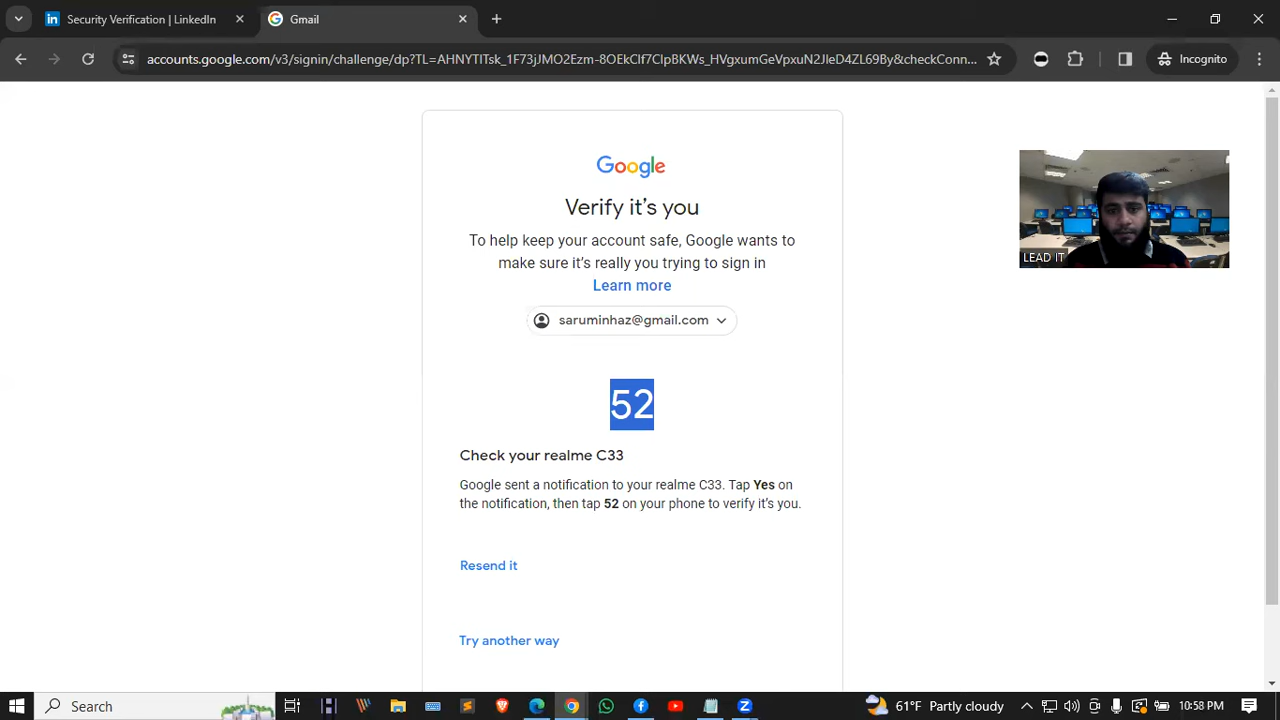 Security Verification | LinkedIn
Gmail
accounts.google.com/v3/signin/challenge/dp?TL=AHNYTITsk_1F73jJMO2Ezm-8OEkClf7ClpBKWs_HVgxumGeVpxuN2JleD4ZL69By&checkConn...
Incognito
Google
Verify it's you
To help keep your account safe, Google wants to
make sure it's really you trying to sign in
Learn more
saruminhaz@gmail.com
LEAD IT
52
Check your realme C33
Google sent a notification to your realme C33. Tap Yes on
the notification, then tap 52 on your phone to verify it's you.
Resend it
Try another way
Search
61°F Partly cloudy
10:58 PM